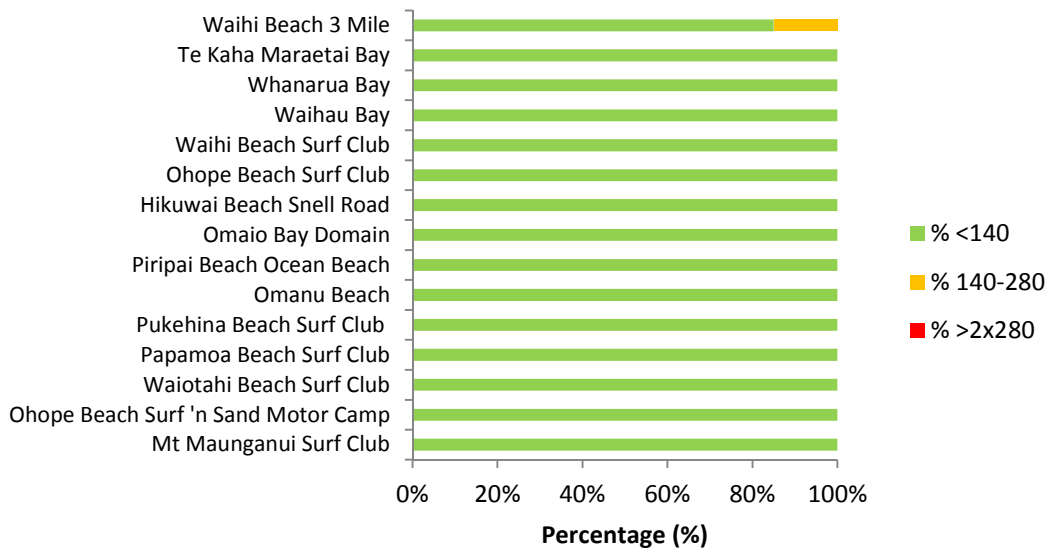 Waihi Beach 3 Mile
Te Kaha Maraetai Bay
Whanarua Bay
Waihau Bay
Waihi Beach Surf Club
Ohope Beach Surf Club
Hikuwai Beach Snell Road
Omaio Bay Domain
Piripai Beach Ocean Beach
Omanu Beach
Pukehina Beach Surf Club
Papamoa Beach Surf Club
Waiotahi Beach Surf Club
Ohope Beach Surf 'n Sand Motor Camp
Mt Maunganui Surf Club
0% 20% 40% 60% 80% 100%
Percentage (%)
% <140
% 140-280
% >2x280